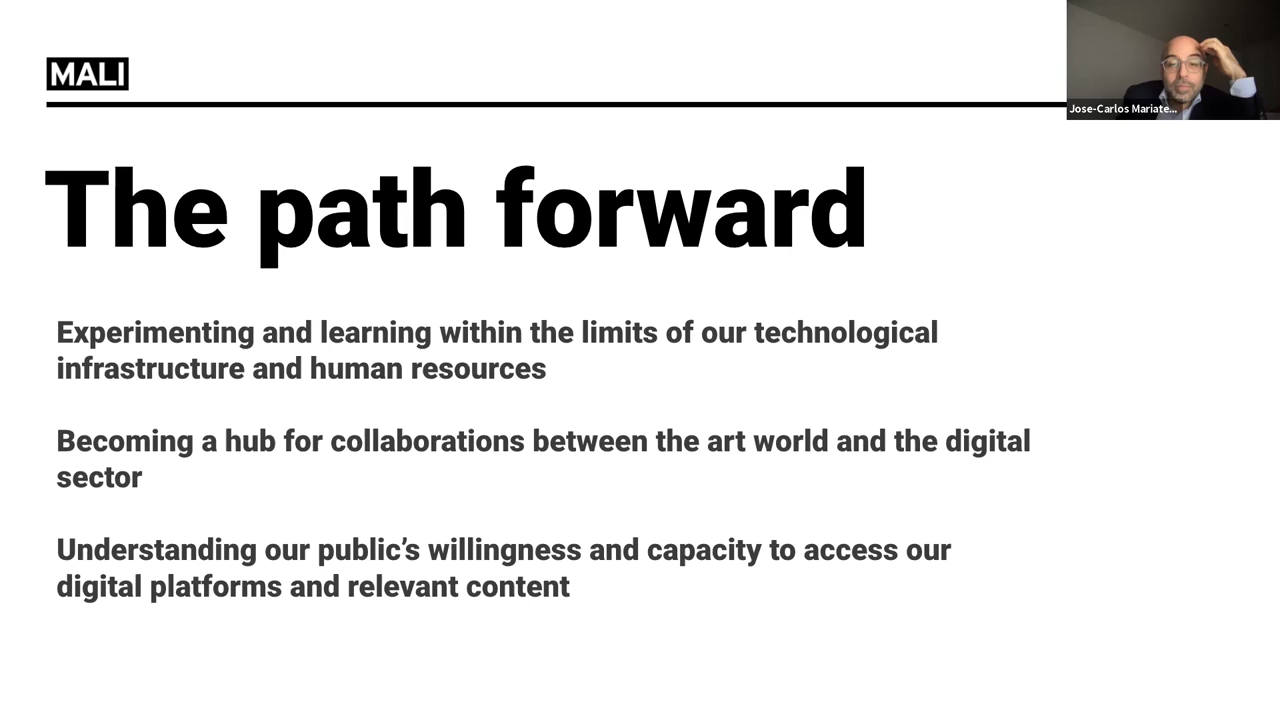 MALI
Jose-Carlos Mariate...
The path forward
Experimenting and learning within the limits of our technological
infrastructure and human resources
Becoming a hub for collaborations between the art world and the digital
sector
Understanding our public’s willingness and capacity to access our
digital platforms and relevant content